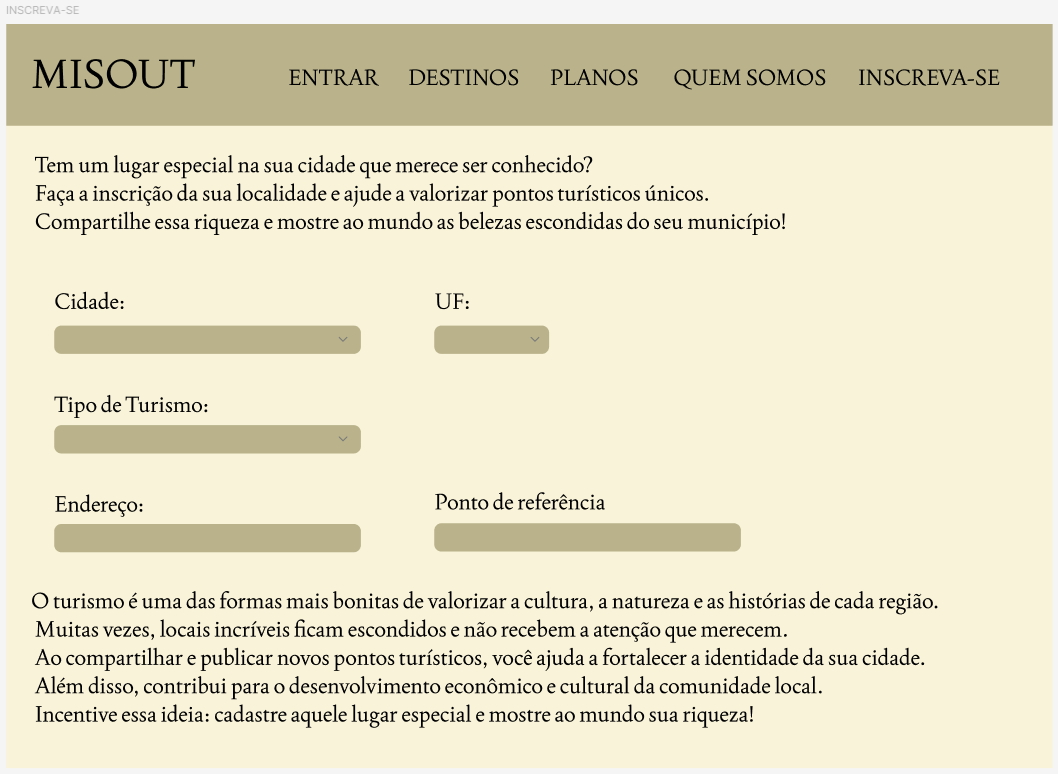 INSCREVA-SE
MISOUT ENTRAR DESTINOS PLANOS QUEM SOMOS INSCREVA-SE
Tem um lugar especial na sua cidade que merece ser conhecido?
Faça a inscrição da sua localidade e ajude a valorizar pontos turísticos únicos.
Compartilhe essa riqueza e mostre ao mundo as belezas escondidas do seu município!
Cidade: UF:
Tipo de Turismo:
Endereço: Ponto de referência
O turismo é uma das formas mais bonitas de valorizar a cultura, a natureza e as histórias de cada região.
Muitas vezes, locais incríveis ficam escondidos e não recebem a atenção que merecem.
Ao compartilhar e publicar novos pontos turísticos, você ajuda a fortalecer a identidade da sua cidade.
Além disso, contribui para o desenvolvimento econômico e cultural da comunidade local.
Incentive essa ideia: cadastre aquele lugar especial e mostre ao mundo sua riqueza!